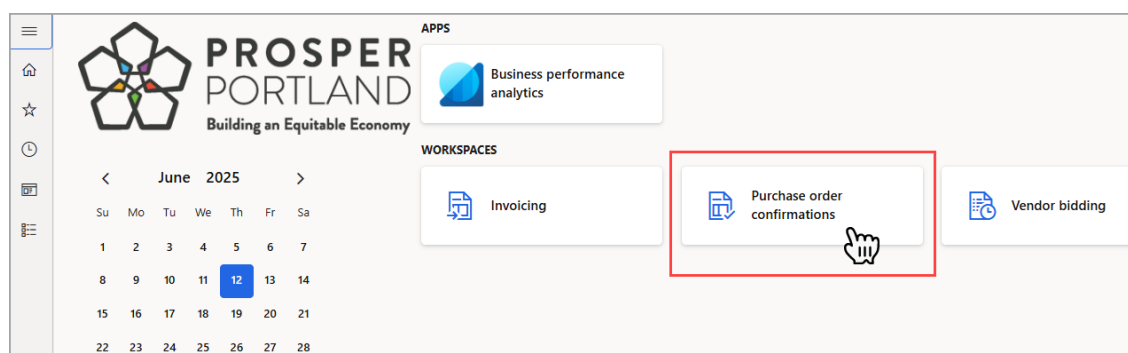 PROSPER
PORTLAND
Building an Equitable Economy
June 2025
Su Mo Tu We Th Fr Sa
1 2 3 4 5 6 7
8 9 10 11 12 13 14
15 16 17 18 19 20 21
22 23 24 25 26 27 28
APPS
Business performance
analytics
WORKSPACES
Invoicing
Purchase order
confirmations
Vendor bidding